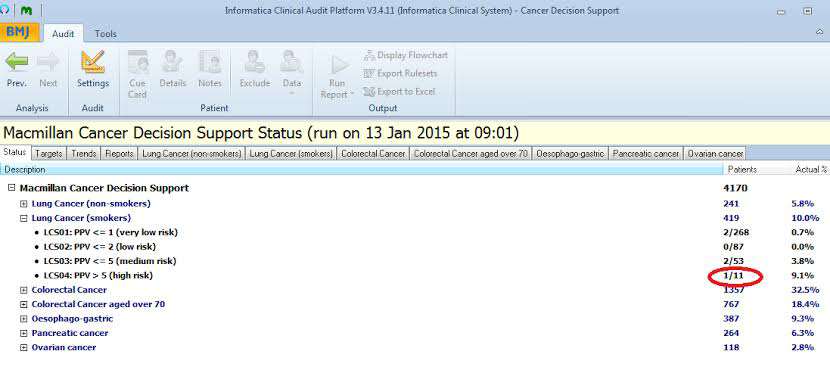 Informatica Clinical Audit Platform V3.4.11 (Informatica Clinical System) - Cancer Decision Support
BMJ Audit Tools
Prev. Next Settings Cue Card Details Notes Exclude Data Run Report Display Flowchart
Export Rulesets
Export to Excel
Analysis Audit Patient Output
Macmillan Cancer Decision Support Status (run on 13 Jan 2015 at 09:01)
Status Targets Trends Reports Lung Cancer (non-smokers) Lung Cancer (smokers) Colorectal Cancer Colorectal Cancer aged over 70 Oesophago-gastric Pancreatic cancer Ovarian cancer
Description Patients Actual %
Macmillan Cancer Decision Support 4170
Lung Cancer (non-smokers) 241 5.8%
Lung Cancer (smokers) 419 10.0%
• LCS01: PPV <= 1 (very low risk) 2/268 0.7%
• LCS02: PPV <= 2 (low risk) 0/87 0.0%
• LCS03: PPV <= 5 (medium risk) 2/53 3.8%
• LCS04: PPV > 5 (high risk) 1/11 9.1%
Colorectal Cancer 1357 32.5%
Colorectal Cancer aged over 70 767 18.4%
Oesophago-gastric 387 9.3%
Pancreatic cancer 264 6.3%
Ovarian cancer 118 2.8%